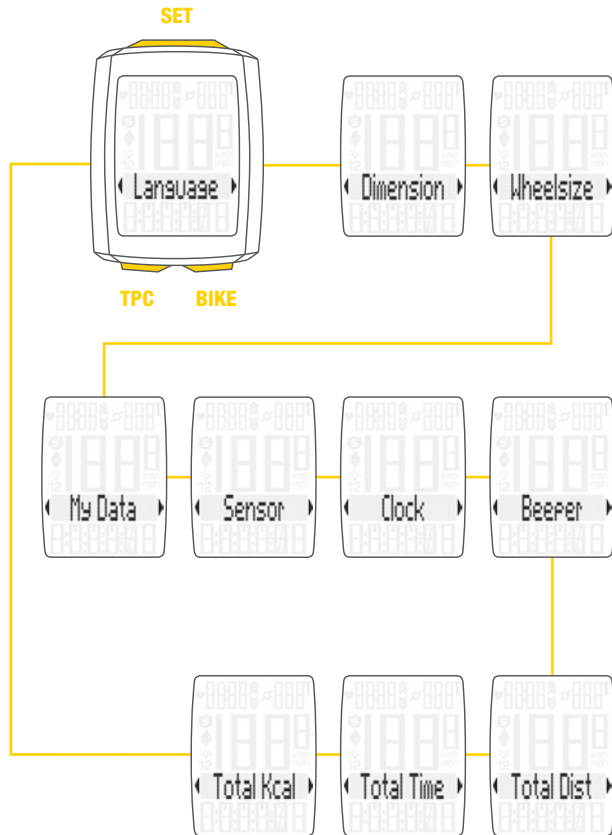 SET
Language
Dimension
Wheelsize
TPC BIKE
My Data
Sensor
Clock
Beeper
Total Kcal
Total Time
Total Dist